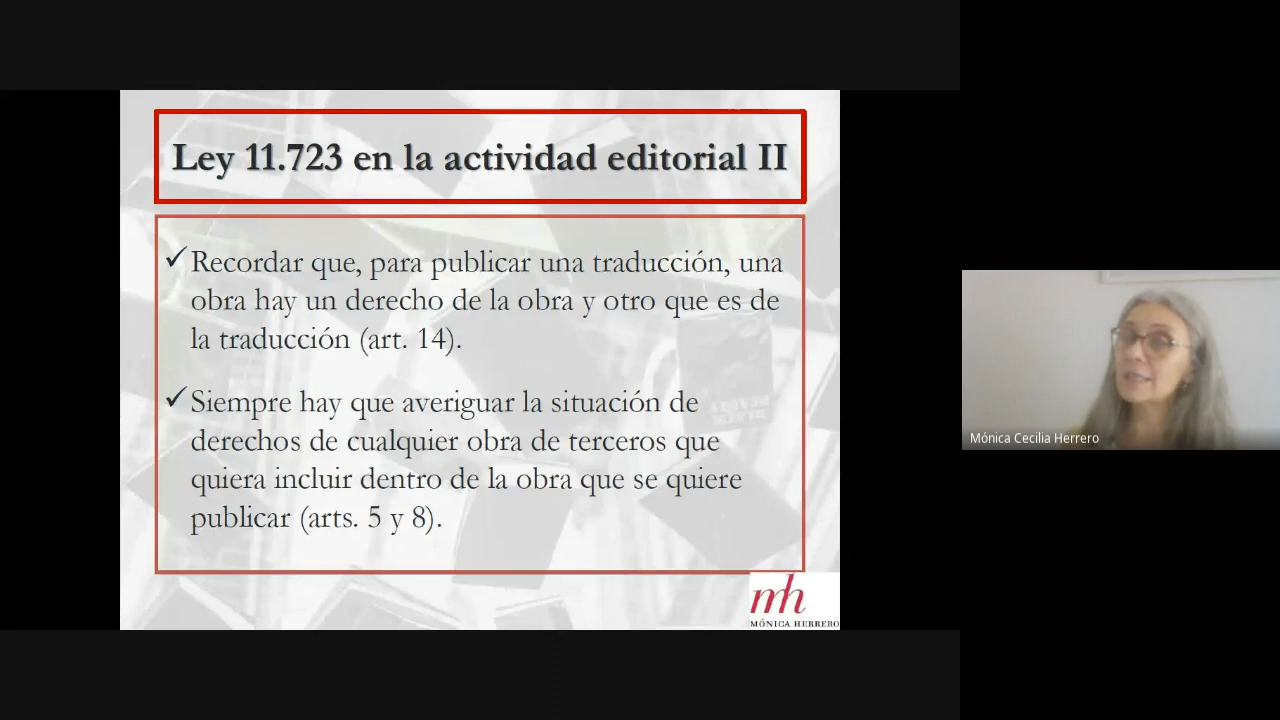 Ley 11.723 en la actividad editorial II
✓Recordar que, para publicar una traducción, una
obra hay un derecho de la obra y otro que es de
la traducción (art. 14).
✓Siempre hay que averiguar la situación de
derechos de cualquier obra de terceros que
quiera incluir dentro de la obra que se quiere
publicar (arts. 5 y 8).
mh
MÓNICA HERRERO
Mónica Cecilia Herrero